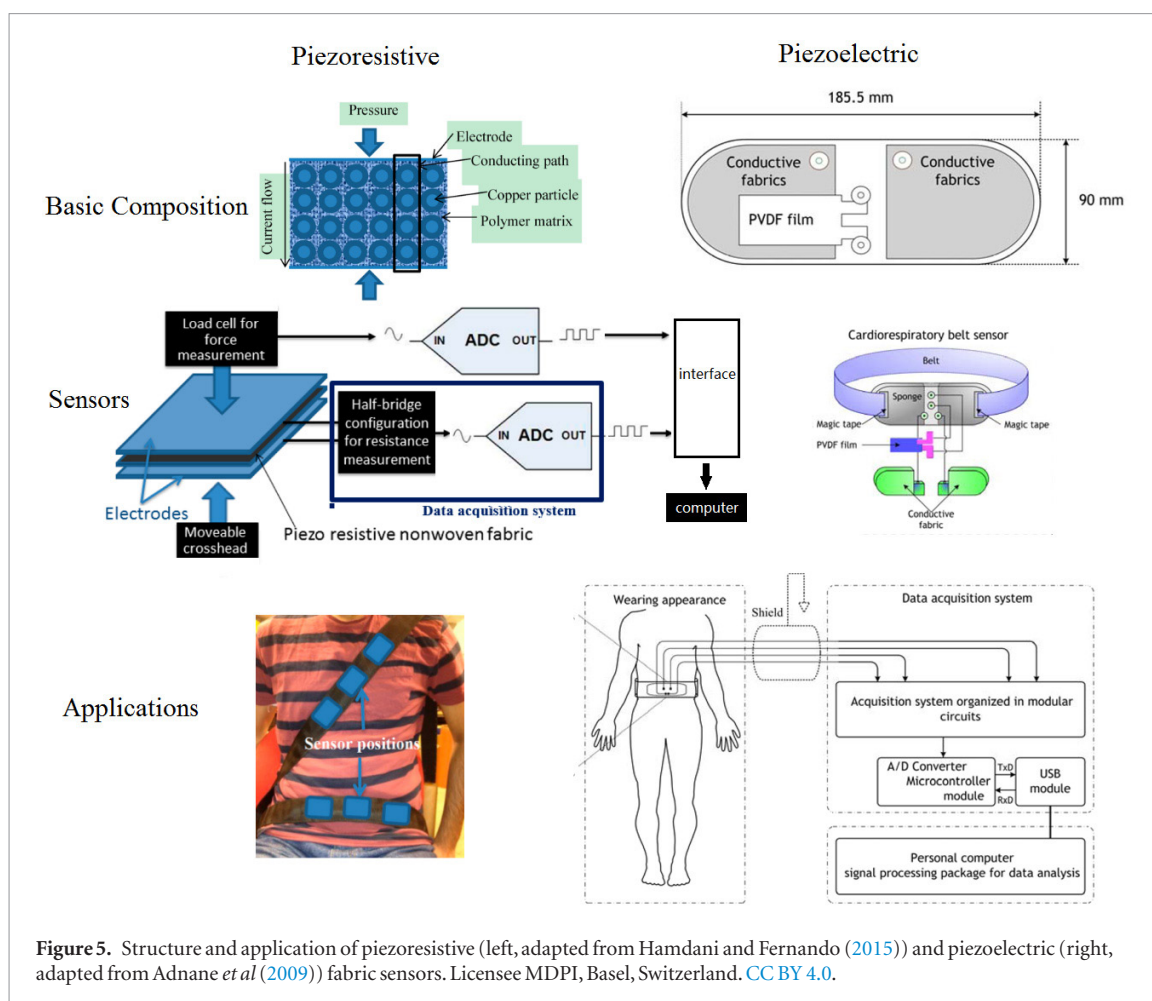 Piezoresistive
Piezoelectric
Basic Composition
Pressure
Electrode
Conducting path
Copper particle
Polymer matrix
Current flow
185.5 mm
Conductive
fabrics
Conductive
fabrics
PVDF film
90 mm
Sensors
Load cell for
force
measurement
IN
ADC
OUT
interface
computer
Half-bridge
configuration
for resistance
measurement
IN
ADC
OUT
Data acquisition system
Electrodes
Moveable
crosshead
Piezo resistive nonwoven fabric
Cardiorespiratory belt sensor
Belt
Sponge
Magic tape
Magic tape
PVDF film
Conductive
fabric
Applications
Sensor positions
Wearing appearance
Shield
Data acquisition system
Acquisition system organized in modular
circuits
A/D Converter
Microcontroller
module
TxD
RxD
USB
module
Personal computer
signal processing package for data analysis
Figure 5. Structure and application of piezoresistive (left, adapted from Hamdani and Fernando (2015)) and piezoelectric (right,
adapted from Adnane et al (2009)) fabric sensors. Licensee MDPI, Basel, Switzerland. CC BY 4.0.